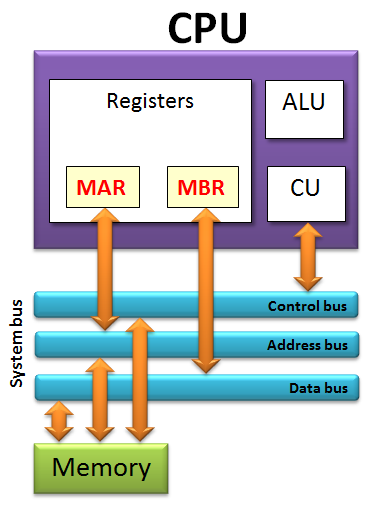 CPU
Registers
ALU
MAR
MBR
CU
System bus
Control bus
Address bus
Data bus
Memory